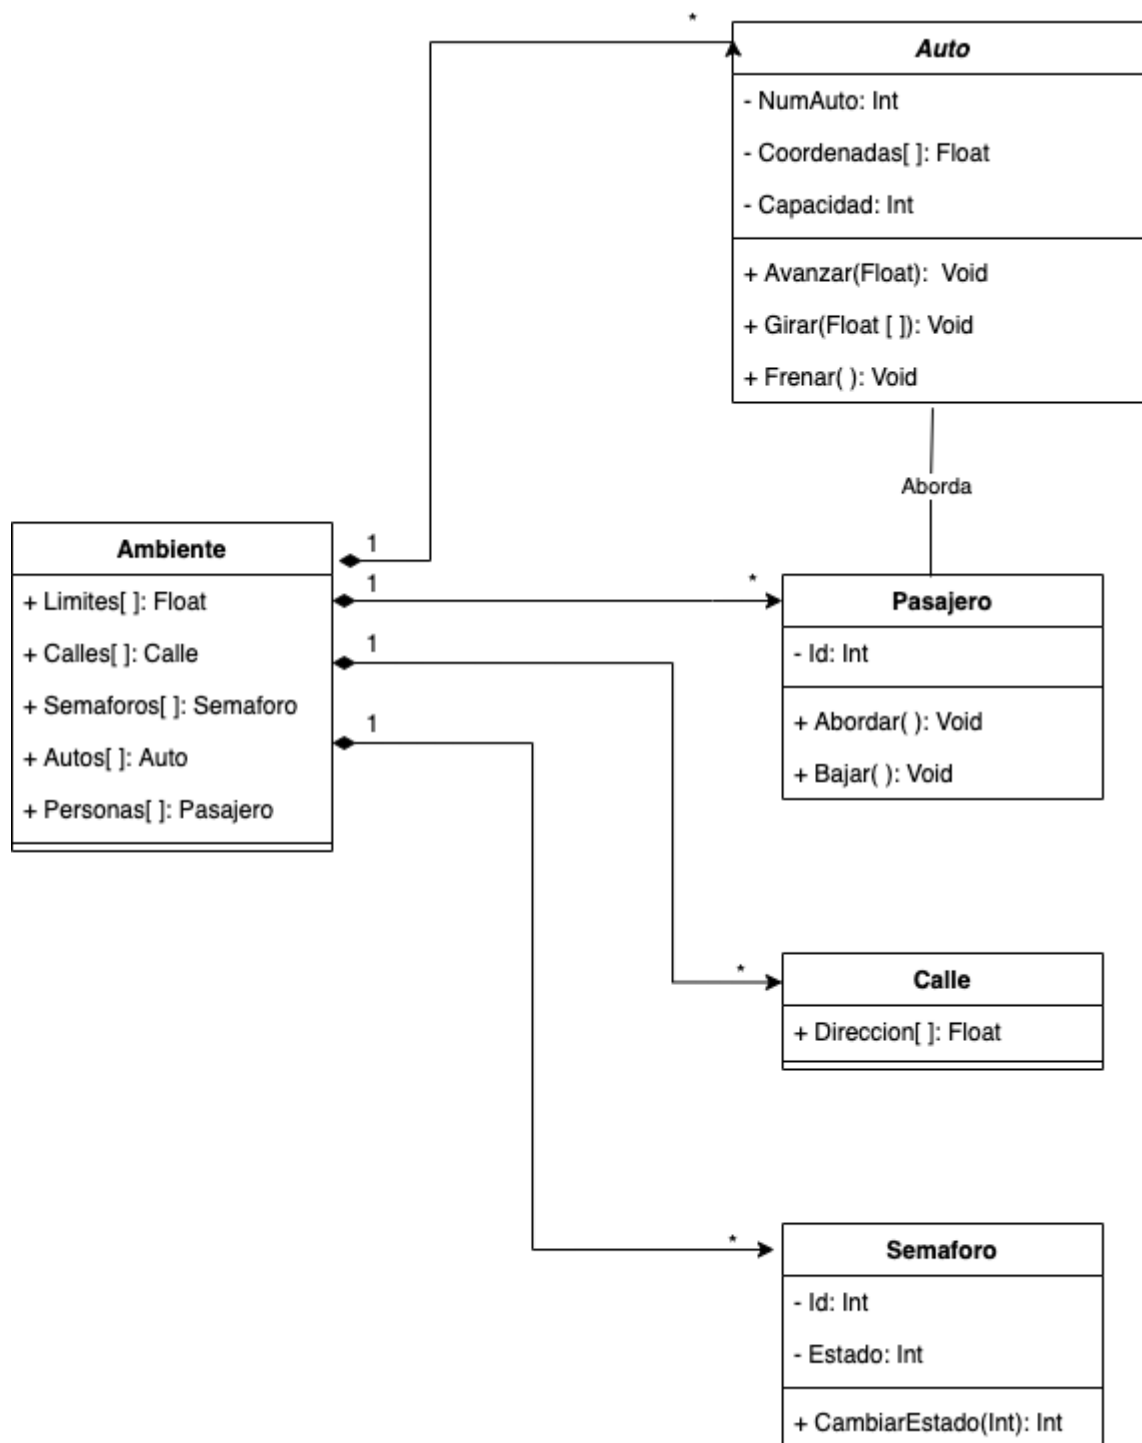 *
Auto
- NumAuto: Int
- Coordenadas[ ]: Float
- Capacidad: Int
+ Avanzar(Float):  Void
+ Girar(Float [ ]): Void
+ Frenar( ): Void
Aborda
Ambiente
+ Limites[ ]: Float
+ Calles[ ]: Calle
+ Semaforos[ ]: Semaforo
+ Autos[ ]: Auto
+ Personas[ ]: Pasajero
1
1
*
1
1
Pasajero
- Id: Int
+ Abordar( ): Void
+ Bajar( ): Void
*
Calle
+ Direccion[ ]: Float
*
Semaforo
- Id: Int
- Estado: Int
+ CambiarEstado(Int): Int